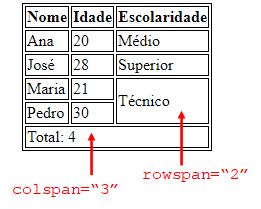 Nome Idade Escolaridade
Ana 20 Médio
José 28 Superior
Maria 21 Técnico
Pedro 30
Total: 4
rowspan=“2”
colspan=“3”